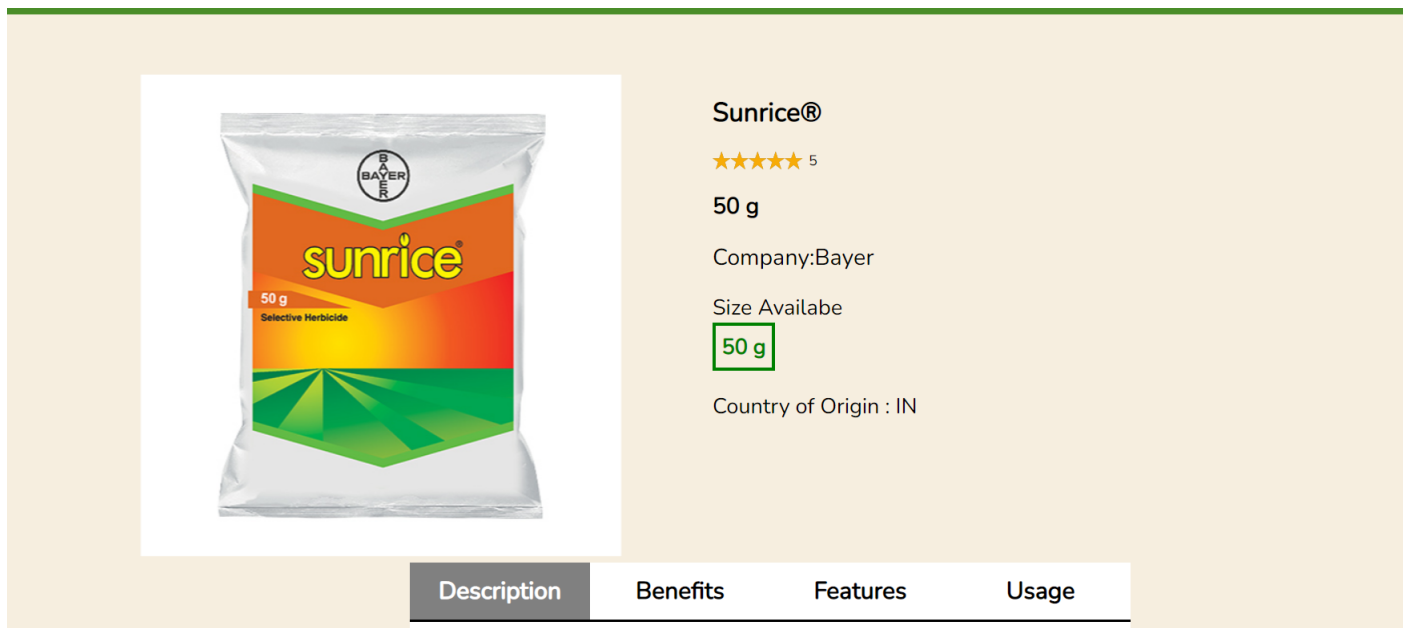 BAYER
BAYER
sunrice®
50 g
Selective Herbicide
Sunrice®
5
50 g
Company:Bayer
Size Availabe
50 g
Country of Origin : IN
Description Benefits Features Usage